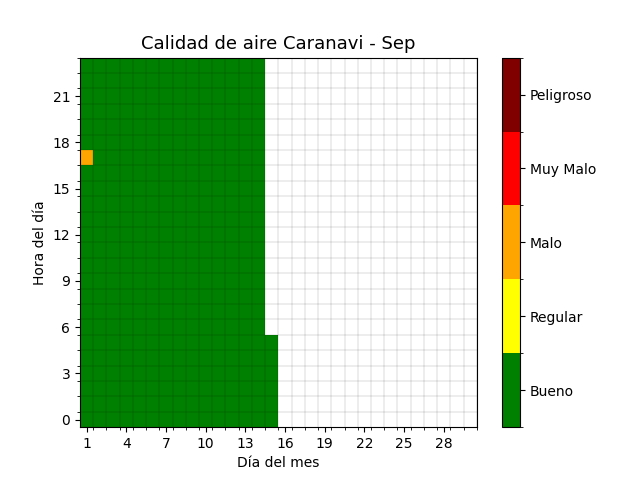 Calidad de aire Caranavi - Sep
Hora del día
21
18
15
12
9
6
3
0
1 4 7 10 13 16 19 22 25 28
Día del mes
Peligroso
Muy Malo
Malo
Regular
Bueno